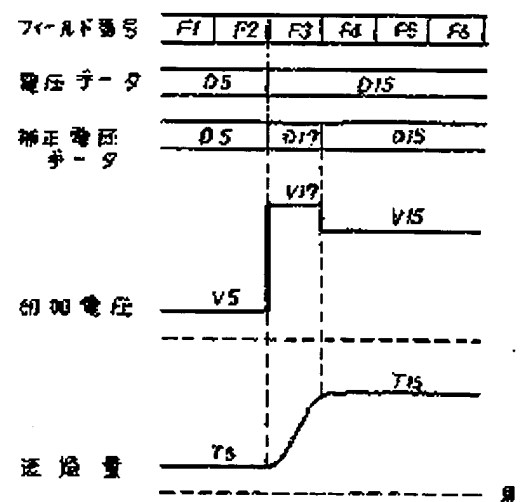 フィールド番号 F1 F2 F3 F4 F5 F6
電圧データ D5 D15
補正電圧データ D5 D17 D15
V17
V15
印加電圧 V5
T15
透過量 T5